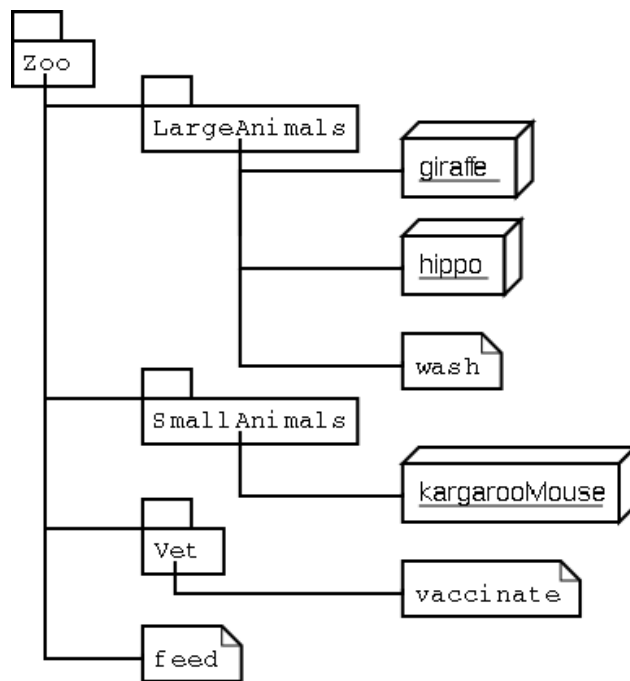 Zoo
LargeAnimals
giraffe
hippo
wash
SmallAnimals
kargarooMouse
Vet
vaccinate
feed